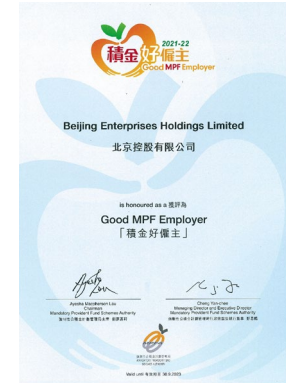 2021-22
積金好僱主
Good MPF Employer
Beijing Enterprises Holdings Limited
北京控股有限公司
is honoured as a 獲評為
Good MPF Employer
「積金好僱主」
Ayesha Macpherson Lau
Cheng Yan-chee
Chairman
Managing Director and Executive Director
Mandatory Provident Fund Schemes Authority
Mandatory Provident Fund Schemes Authority